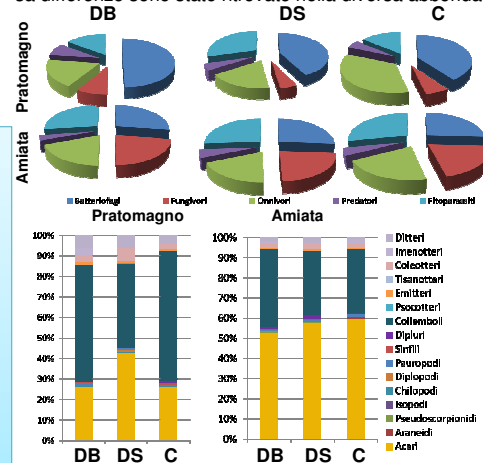 DB DS C
Pratomagno
Amiata
Batteriofagi Fungivori Onnivori Predatori Fitoparassiti
Pratomagno Amiata
100%
90%
80%
70%
60%
50%
40%
30%
20%
10%
0%
DB DS C
100%
90%
80%
70%
60%
50%
40%
30%
20%
10%
0%
DB DS C
Ditteri
Imenotteri
Coleotteri
Tisanotteri
Emitteri
Psocotteri
Collemboli
Dipluri
Sinfili
Pauropodi
Diplopodi
Chilopodi
Isopodi
Pseudoscorpionidi
Araneidi
Acari